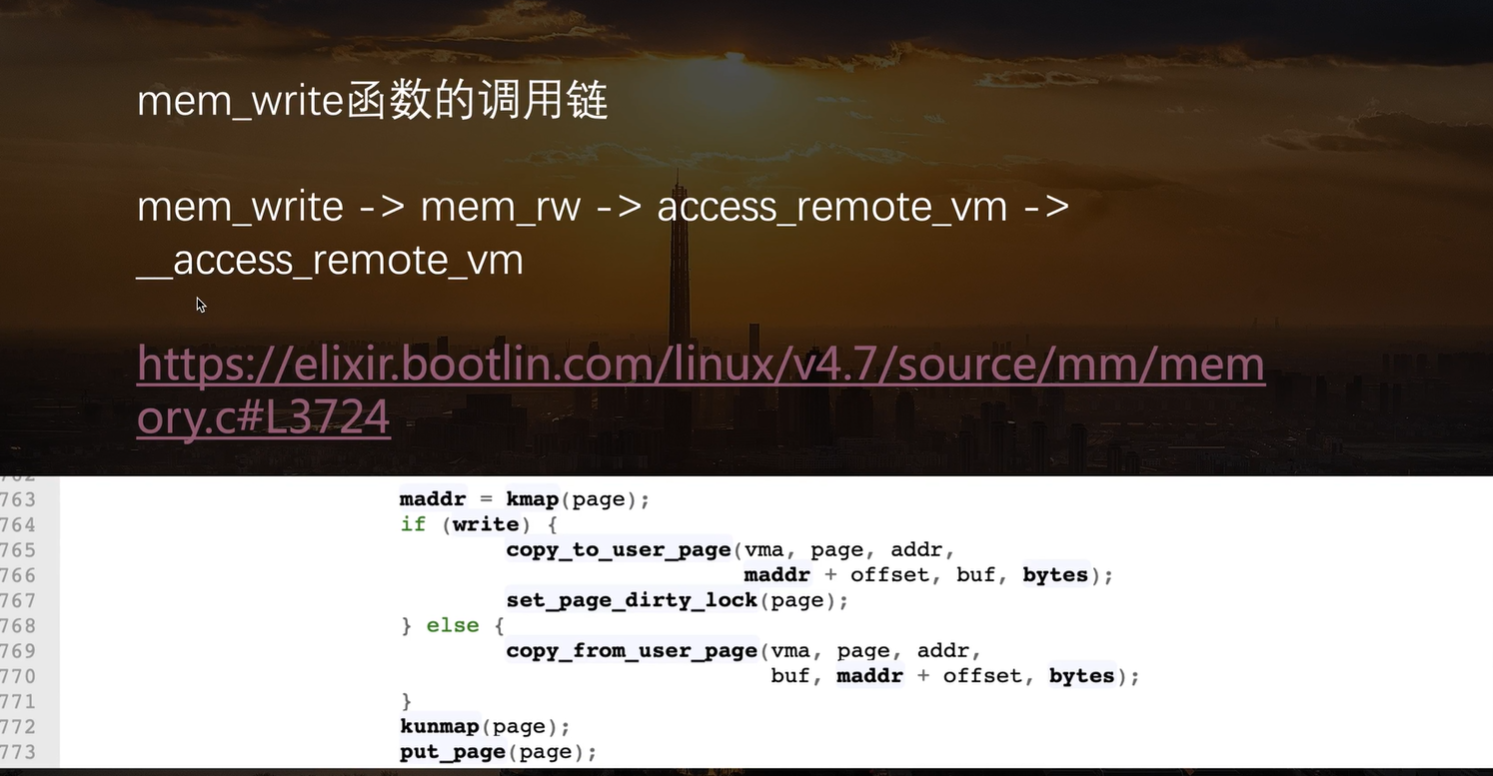 mem_write函数的调用链
mem_write -> mem_rw -> access_remote_vm ->
__access_remote_vm
https://elixir.bootlin.com/linux/v4.7/source/mm/mem
ory.c#L3724
763 maddr = kmap(page);
764 if (write) {
765 copy_to_user_page(vma, page, addr,
766 maddr + offset, buf, bytes);
767 set_page_dirty_lock(page);
768 } else {
769 copy_from_user_page(vma, page, addr,
770 buf, maddr + offset, bytes);
771 }
772 kunmap(page);
773 put_page(page);